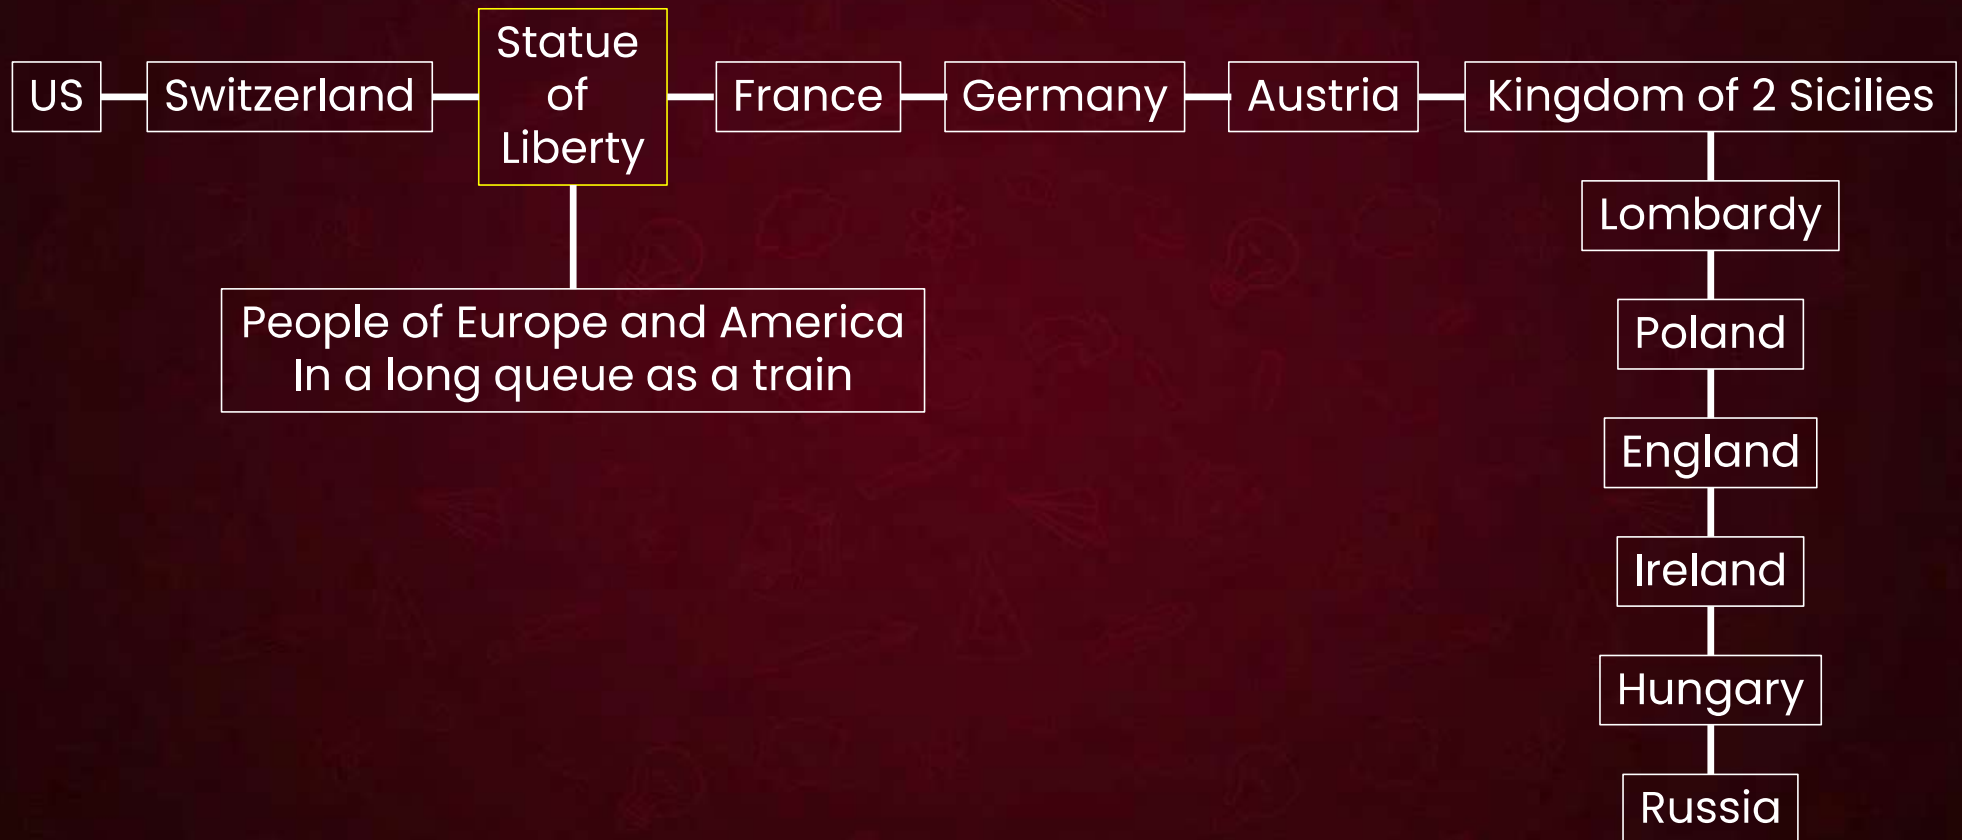 US
Switzerland
Statue
of
Liberty
France
Germany
Austria
Kingdom of 2 Sicilies
Lombardy
People of Europe and America
In a long queue as a train
Poland
England
Ireland
Hungary
Russia